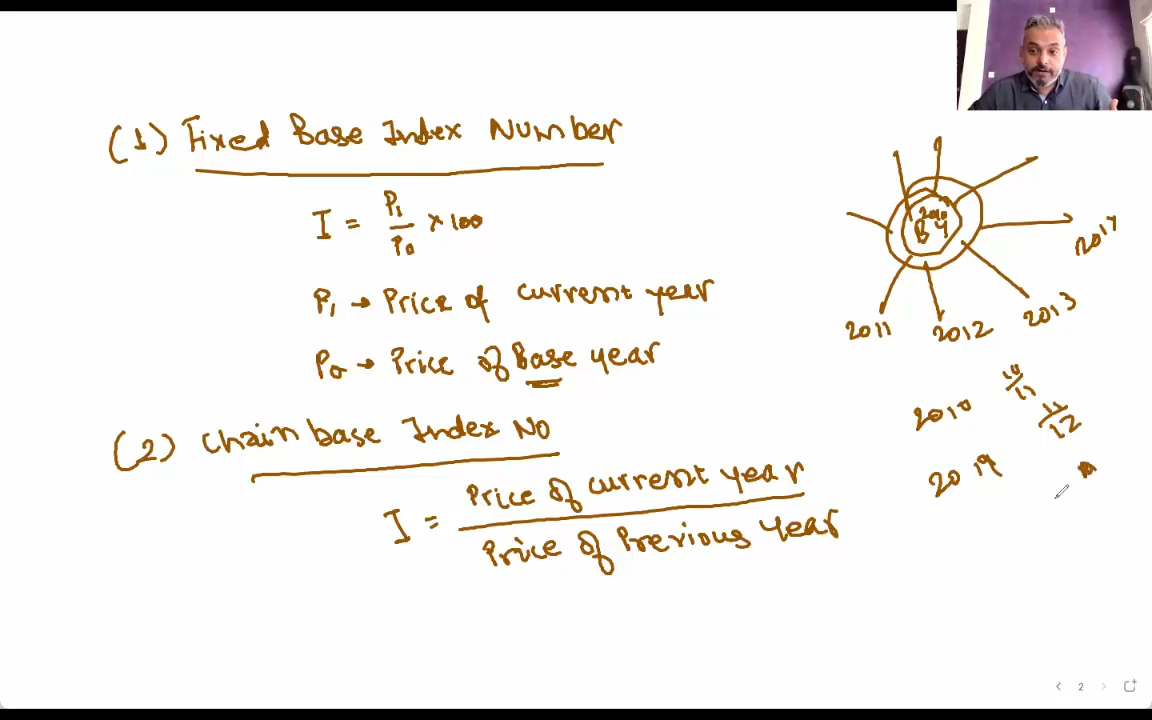 (1) Fixed Base Index Number
I = P₁/P₀ × 100
P₁ → Price of current year
P₀ → Price of Base year
(2) Chain base Index No
I = Price of current year / Price of Previous Year
2010
B Y
2017
2011
2012
2013
2010
10/11
11/12
2019
2